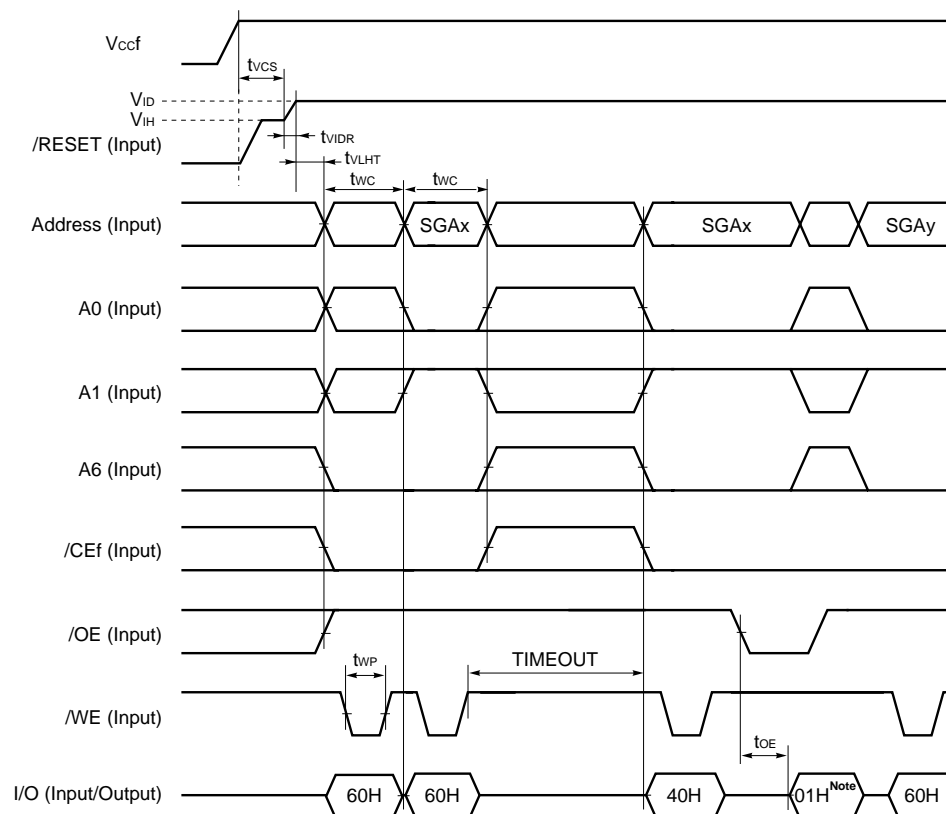 Vccf
tVCS
VID
VIH
/RESET (Input)
tVIDR
tVLHT
tWC
tWC
Address (Input)
SGAx
SGAx
SGAy
A0 (Input)
A1 (Input)
A6 (Input)
/CEf (Input)
/OE (Input)
tWP
TIMEOUT
/WE (Input)
tOE
I/O (Input/Output)
60H
60H
40H
01HNote
60H